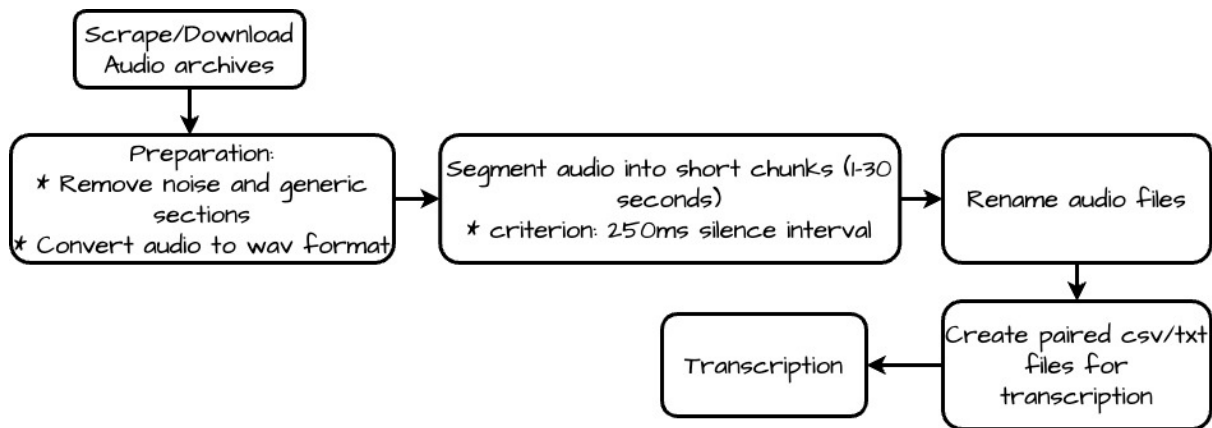 Scrape/Download
Audio archives
Preparation:
* Remove noise and generic
sections
* Convert audio to wav format
Segment audio into short chunks (1-30
seconds)
* criterion: 250ms silence interval
Rename audio files
Create paired csv/txt
files for
transcription
Transcription